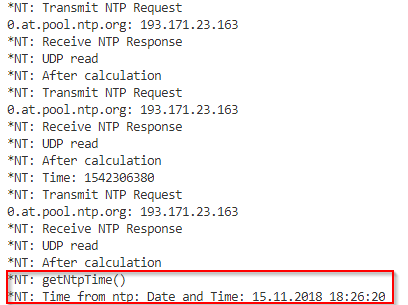 *NT: Transmit NTP Request
0.at.pool.ntp.org: 193.171.23.163
*NT: Receive NTP Response
*NT: UDP read
*NT: After calculation
*NT: Transmit NTP Request
0.at.pool.ntp.org: 193.171.23.163
*NT: Receive NTP Response
*NT: UDP read
*NT: After calculation
*NT: Time: 1542306380
*NT: Transmit NTP Request
0.at.pool.ntp.org: 193.171.23.163
*NT: Receive NTP Response
*NT: UDP read
*NT: After calculation
*NT: getNtpTime()
*NT: Time from ntp: Date and Time: 15.11.2018 18:26:20